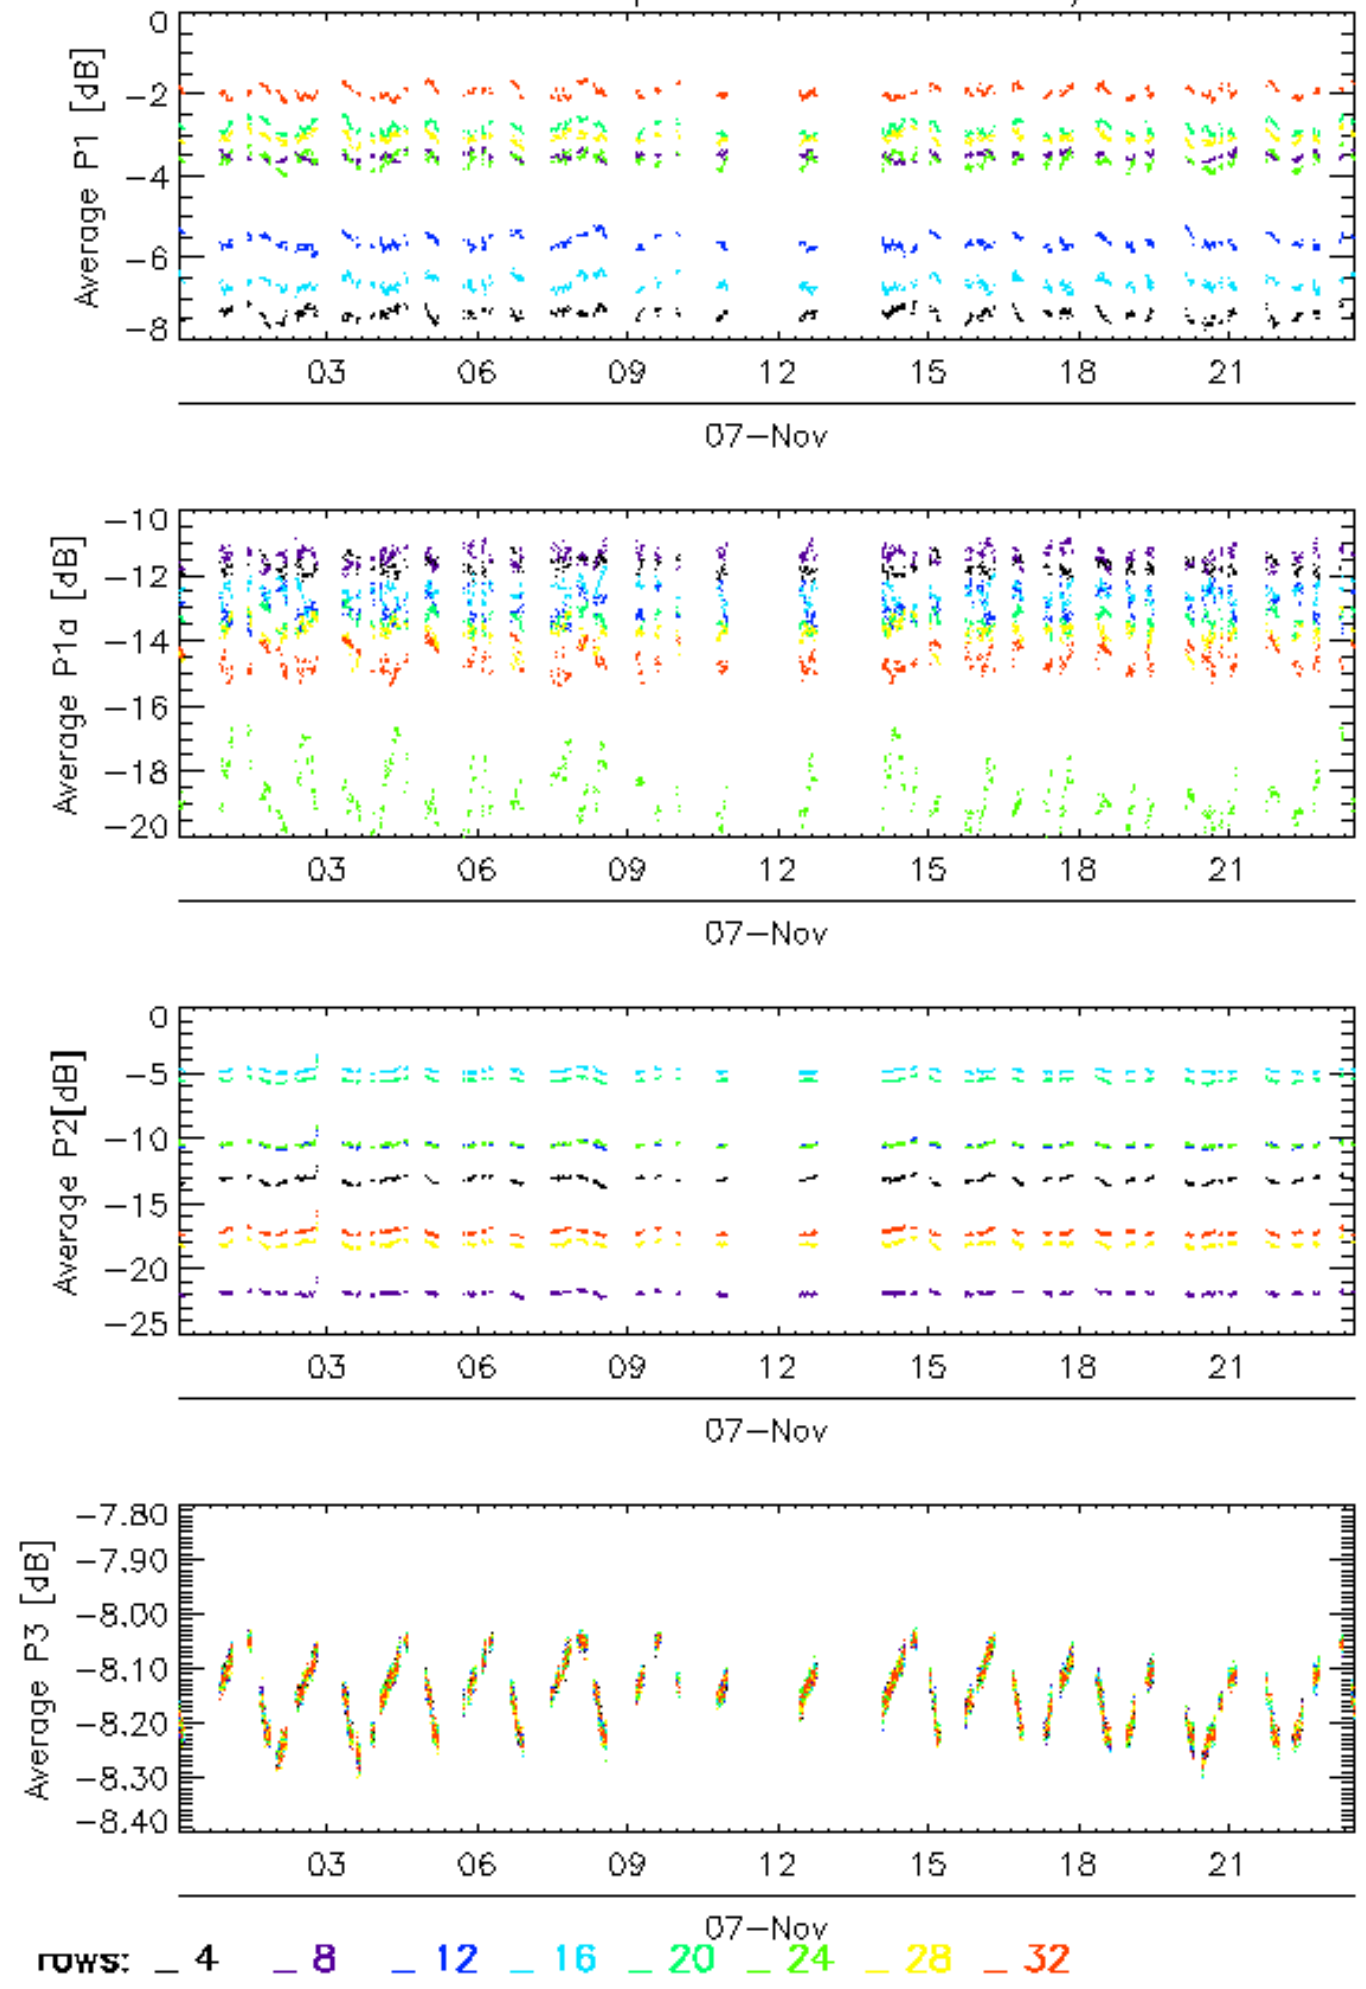 0
-2
-4
-6
-8
Average P1 [dB]
03 06 09 12 15 18 21
07-Nov
-10
-12
-14
-16
-18
-20
Average P1a [dB]
03 06 09 12 15 18 21
07-Nov
0
-5
-10
-15
-20
-25
Average P2[dB]
03 06 09 12 15 18 21
07-Nov
-7.80
-7.90
-8.00
-8.10
-8.20
-8.30
-8.40
Average P3 [dB]
03 06 09 12 15 18 21
07-Nov
rows: _ 4 _ 8 _ 12 _ 16 _ 20 _ 24 _ 28 _ 32